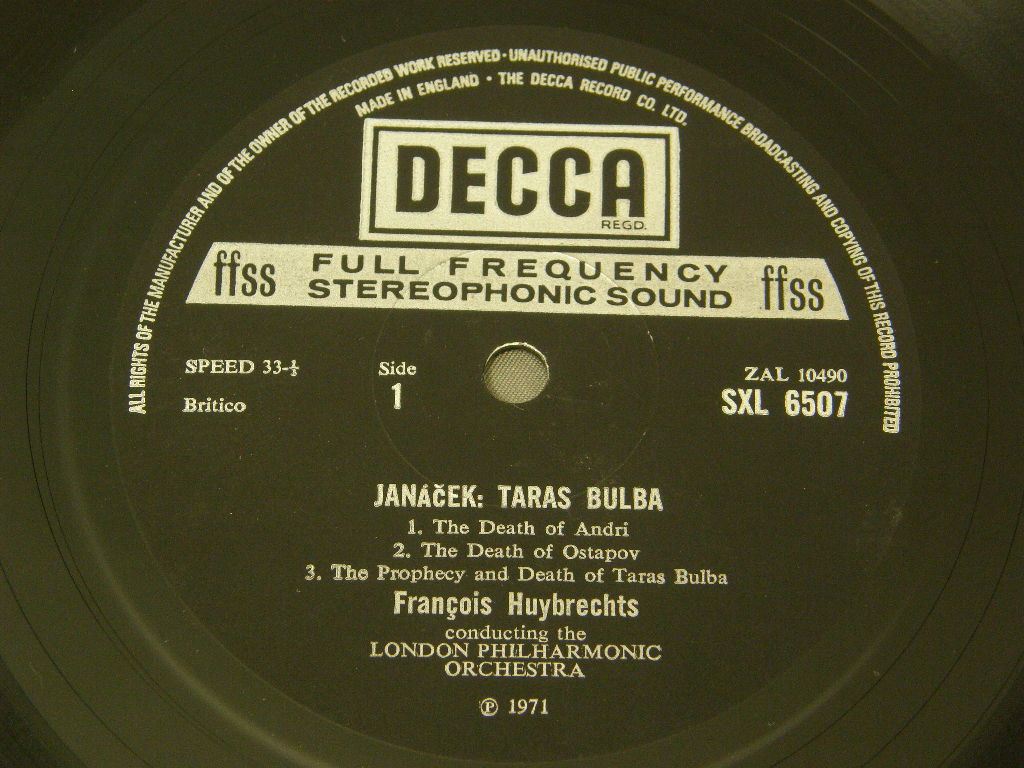 ALL RIGHTS OF THE MANUFACTURER AND OF THE OWNER OF THE RECORDED WORK RESERVED · UNAUTHORISED PUBLIC PERFORMANCE BROADCASTING AND COPYING OF THIS RECORD PROHIBITED
MADE IN ENGLAND · THE DECCA RECORD CO. LTD.
DECCA
REGD.
ffss FULL FREQUENCY ffss
STEREOPHONIC SOUND
SPEED 33-⅓ Side ZAL 10490
Britico 1 SXL 6507
JANÁČEK: TARAS BULBA
1. The Death of Andri
2. The Death of Ostapov
3. The Prophecy and Death of Taras Bulba
François Huybrechts
conducting the
LONDON PHILHARMONIC
ORCHESTRA
℗ 1971